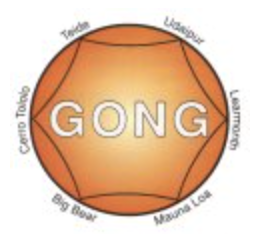 Teide
Udaipur
Cerro Tololo
GONG
Learmonth
Big Bear
Mauna Loa